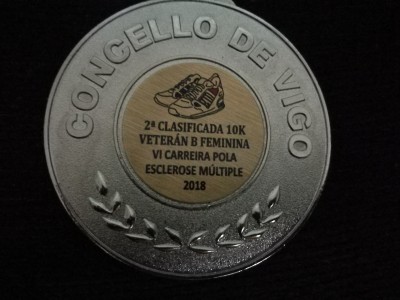 CONCELLO DE VIGO
2ª CLASIFICADA 10K
VETERÁN B FEMININA
VI CARREIRA POLA
ESCLEROSE MÚLTIPLE
2018